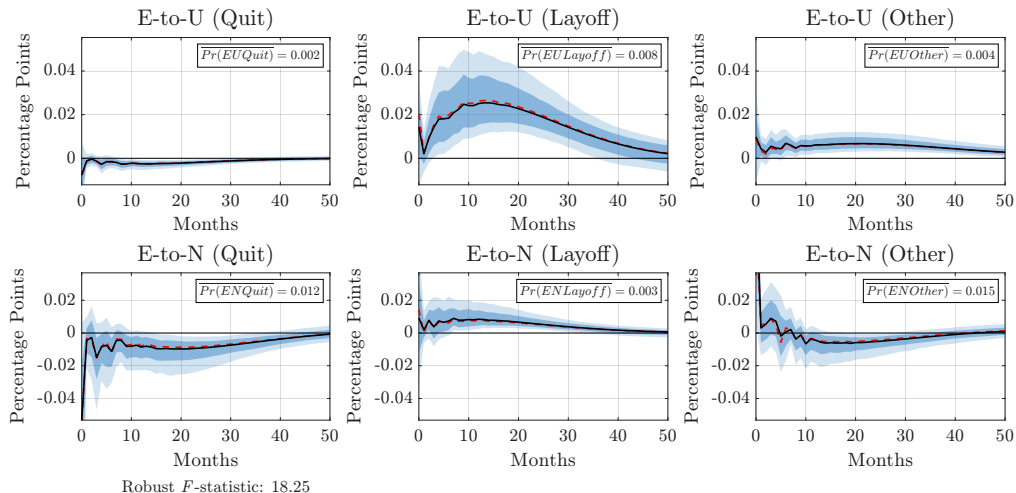 E-to-U (Quit)
E-to-U (Layoff)
E-to-U (Other)
Percentage Points
0.04
0.02
0
Pr(EUQuit) = 0.002
0 10 20 30 40 50
Months
Percentage Points
0.04
0.02
0
Pr(EULayoff) = 0.008
0 10 20 30 40 50
Months
Percentage Points
0.04
0.02
0
Pr(EUOther) = 0.004
0 10 20 30 40 50
Months
E-to-N (Quit)
E-to-N (Layoff)
E-to-N (Other)
Percentage Points
0.02
0
-0.02
-0.04
Pr(ENQuit) = 0.012
0 10 20 30 40 50
Months
Percentage Points
0.02
0
-0.02
-0.04
Pr(ENLayoff) = 0.003
0 10 20 30 40 50
Months
Percentage Points
0.02
0
-0.02
-0.04
Pr(ENOther) = 0.015
0 10 20 30 40 50
Months
Robust F-statistic: 18.25